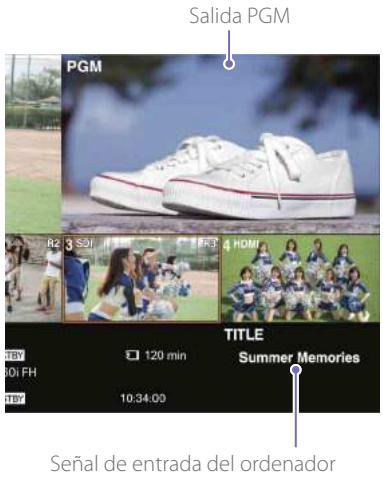 Salida PGM
PGM
R2 3 SDI R3 4 HDMI
TITLE
STBY 120 min Summer Memories
60i FH
STBY 10:34:00
Señal de entrada del ordenador